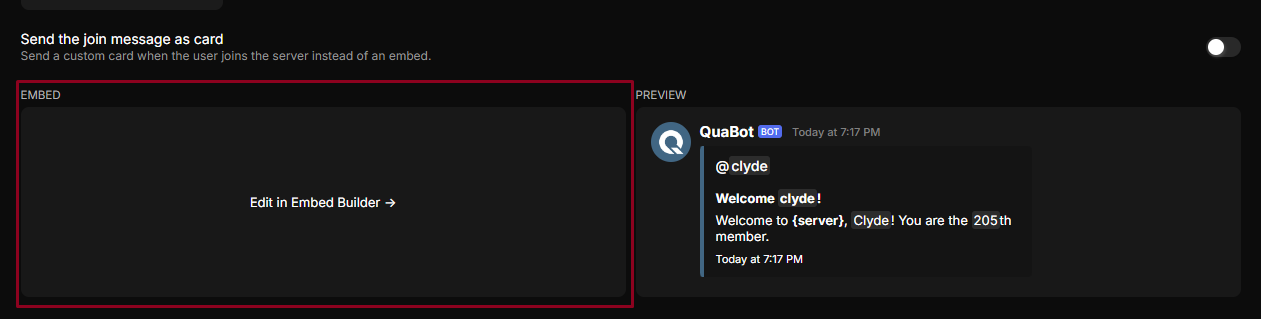 Send the join message as card
Send a custom card when the user joins the server instead of an embed.
EMBED
Edit in Embed Builder →
PREVIEW
QuaBot BOT Today at 7:17 PM
@clyde
Welcome clyde!
Welcome to {server}, Clyde! You are the 205th
member.
Today at 7:17 PM